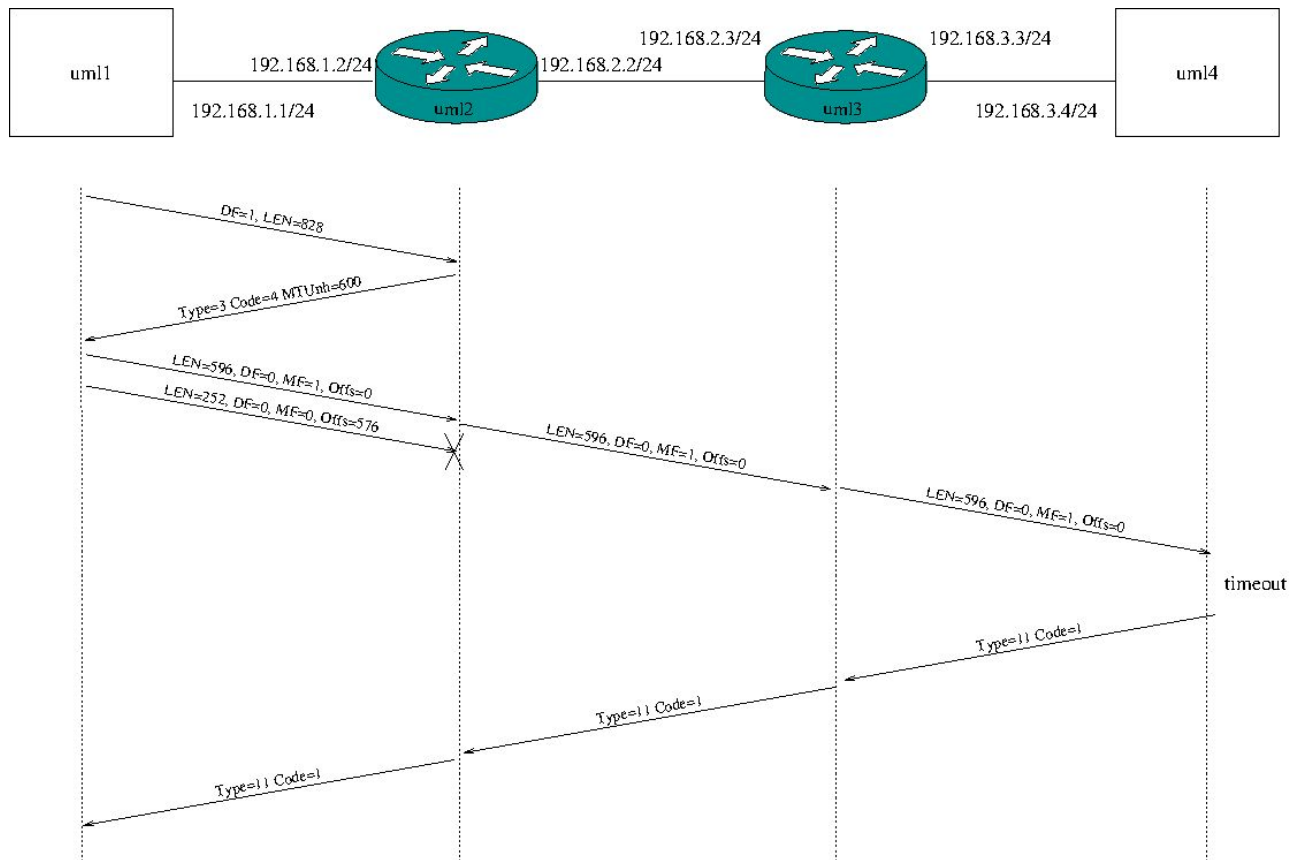 192.168.2.3/24
192.168.3.3/24
uml1
192.168.1.2/24
192.168.2.2/24
uml4
192.168.1.1/24
uml2
uml3
192.168.3.4/24
DF=1, LEN=828
Type=3 Code=4 MTUnh=600
LEN=596, DF=0, MF=1, Offs=0
LEN=252, DF=0, MF=0, Offs=576
LEN=596, DF=0, MF=1, Offs=0
LEN=596, DF=0, MF=1, Offs=0
timeout
Type=11 Code=1
Type=11 Code=1
Type=11 Code=1